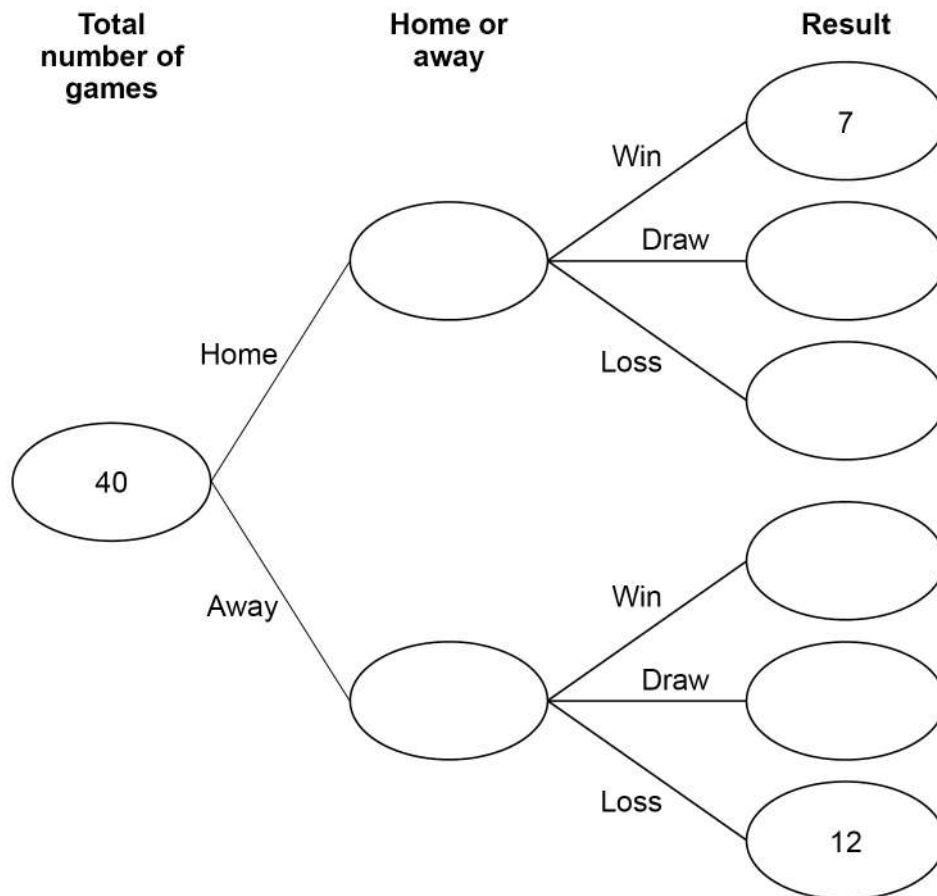 Total
number of
games
Home or
away
Result
7
Win
Draw
Loss
Home
40
Away
Win
Draw
Loss
12